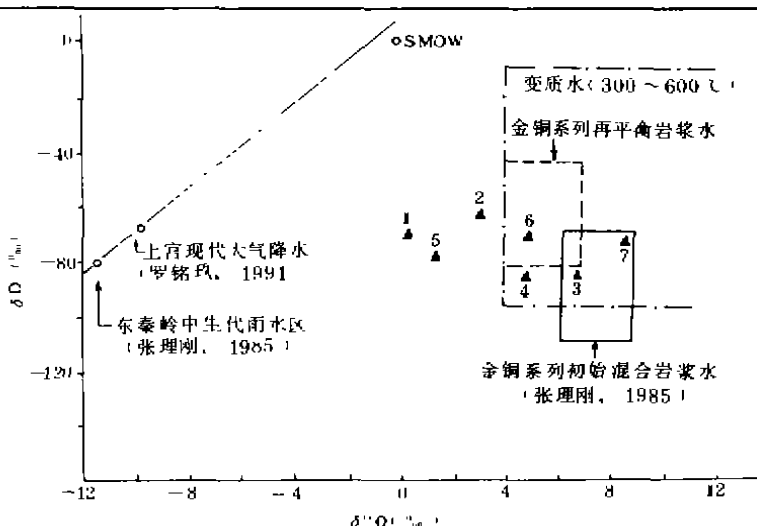 0
SMOW
变质水(300～600℃)
金铜系列再平衡岩浆水
-40
2
1
6
5
7
上宫现代大气降水
(罗铭玖, 1991)
4
3
-80
δD
东秦岭中生代雨水区
(张理刚, 1985)
金铜系列初始混合岩浆水
(张理刚, 1985)
-120
-12
-8
-4
0
4
8
12